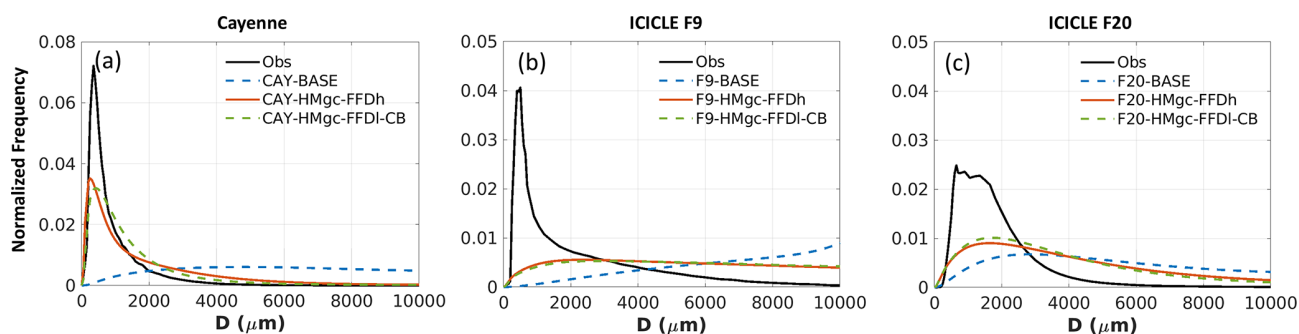 Cayenne
ICICLE F9
ICICLE F20
Normalized Frequency
0.08
0.06
0.04
0.02
0
(a)
Obs
CAY-BASE
CAY-HMgc-FFDh
CAY-HMgc-FFDl-CB
0 2000 4000 6000 8000 10000
D (μm)
0.05
0.04
0.03
0.02
0.01
0
(b)
Obs
F9-BASE
F9-HMgc-FFDh
F9-HMgc-FFDl-CB
0 2000 4000 6000 8000 10000
D (μm)
0.05
0.04
0.03
0.02
0.01
0
(c)
Obs
F20-BASE
F20-HMgc-FFDh
F20-HMgc-FFDl-CB
0 2000 4000 6000 8000 10000
D (μm)